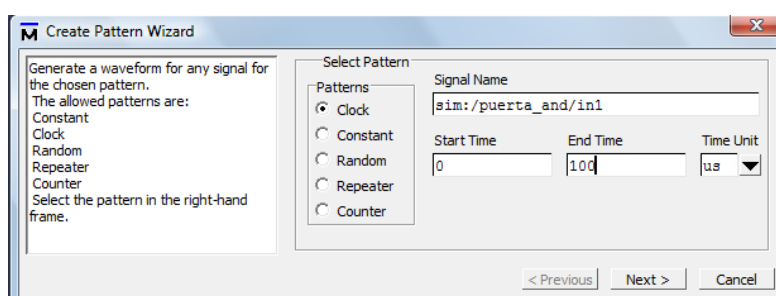 Create Pattern Wizard
Generate a waveform for any signal for
the chosen pattern.
The allowed patterns are:
Constant
Clock
Random
Repeater
Counter
Select the pattern in the right-hand
frame.
Select Pattern
Patterns
Clock
Constant
Random
Repeater
Counter
Signal Name
sim:/puerta_and/in1
Start Time End Time Time Unit
0 100 us
< Previous Next > Cancel